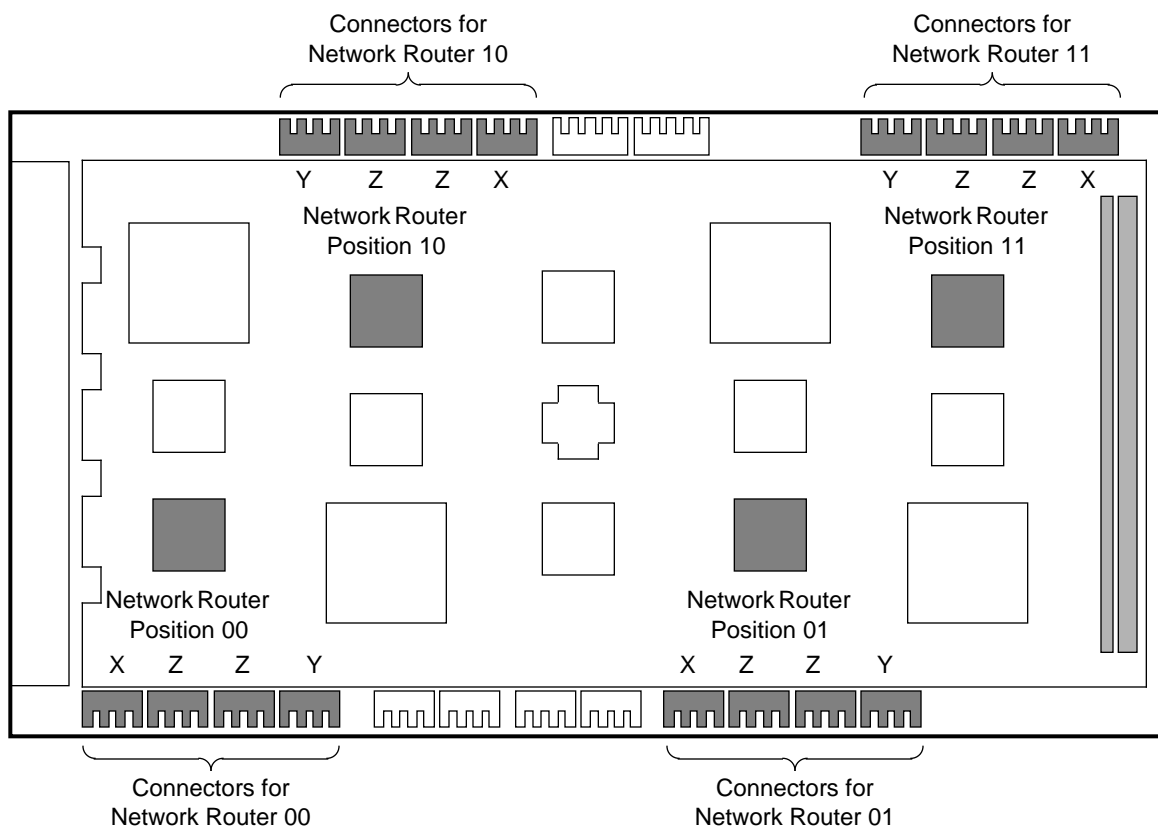 Connectors for
Network Router 10
Connectors for
Network Router 11
Y Z Z X
Y Z Z X
Network Router
Position 10
Network Router
Position 11
Network Router
Position 00
Network Router
Position 01
X Z Z Y
X Z Z Y
Connectors for
Network Router 00
Connectors for
Network Router 01